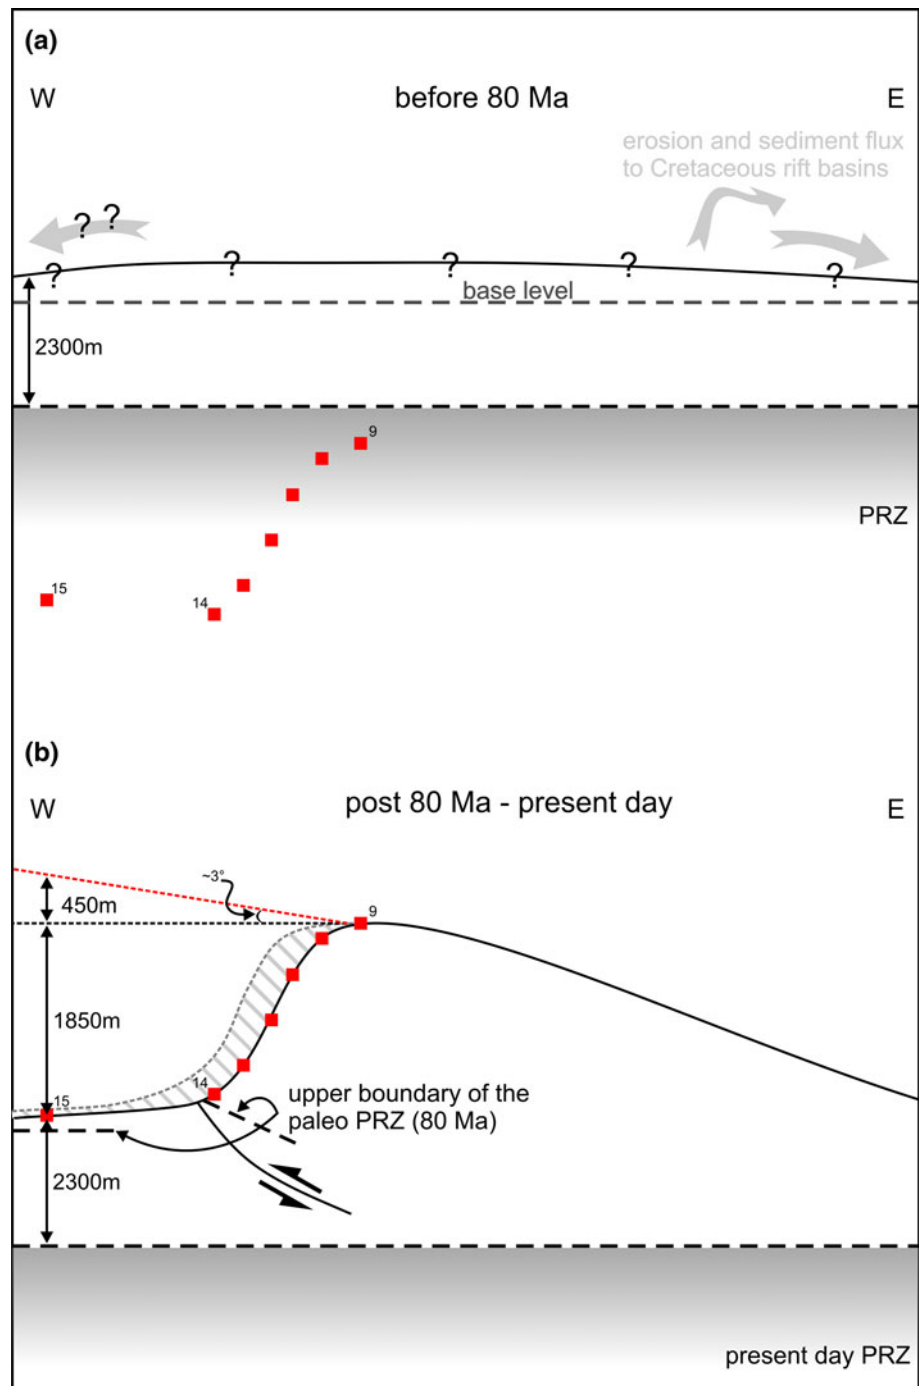 (a)
W
before 80 Ma
E
erosion and sediment flux
to Cretaceous rift basins
? ?
? ? ? ? ?
base level
2300m
9
PRZ
15
14
(b)
W
post 80 Ma - present day
E
~3°
450m
9
1850m
14
15
upper boundary of the
paleo PRZ (80 Ma)
2300m
present day PRZ